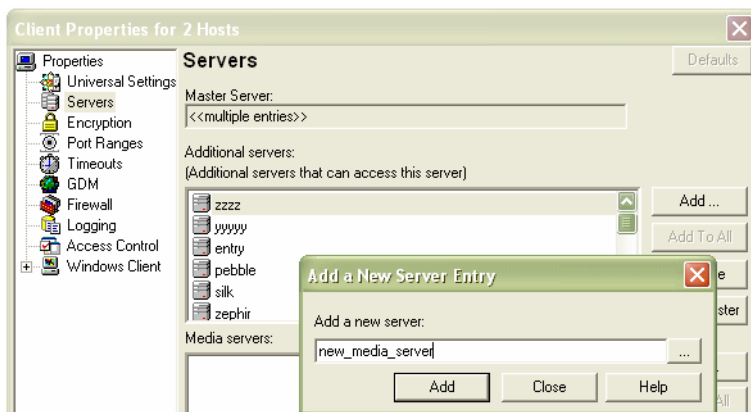 Client Properties for 2 Hosts
Properties
Universal Settings
Servers
Encryption
Port Ranges
Timeouts
GDM
Firewall
Logging
Access Control
Windows Client
Servers
Defaults
Master Server:
<<multiple entries>>
Additional servers:
(Additional servers that can access this server)
zzzz
yyyyy
entry
pebble
silk
zephir
Add ...
Add To All
e
ster
Media servers:
Add a New Server Entry
Add a new server:
new_media_server
...
Add
Close
Help
All